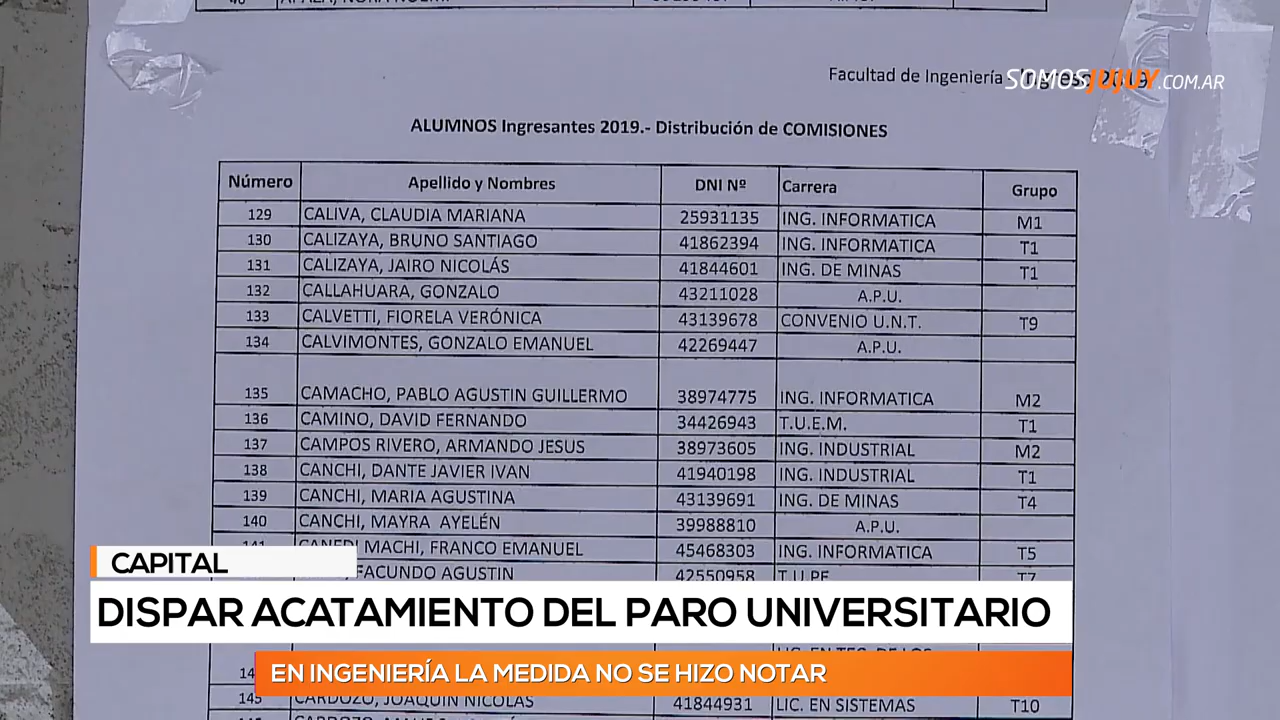 Facultad de Ingeniería Ingreso 2019
SOMOSJUJUY.COM.AR
ALUMNOS Ingresantes 2019.- Distribución de COMISIONES
Número Apellido y Nombres DNI Nº Carrera Grupo
129 CALIVA, CLAUDIA MARIANA 25931135 ING. INFORMATICA M1
130 CALIZAYA, BRUNO SANTIAGO 41862394 ING. INFORMATICA T1
131 CALIZAYA, JAIRO NICOLÁS 41844601 ING. DE MINAS T1
132 CALLAHUARA, GONZALO 43211028 A.P.U.
133 CALVETTI, FIORELA VERÓNICA 43139678 CONVENIO U.N.T. T9
134 CALVIMONTES, GONZALO EMANUEL 42269447 A.P.U.
135 CAMACHO, PABLO AGUSTIN GUILLERMO 38974775 ING. INFORMATICA M2
136 CAMINO, DAVID FERNANDO 34426943 T.U.E.M. T1
137 CAMPOS RIVERO, ARMANDO JESUS 38973605 ING. INDUSTRIAL M2
138 CANCHI, DANTE JAVIER IVAN 41940198 ING. INDUSTRIAL T1
139 CANCHI, MARIA AGUSTINA 43139691 ING. DE MINAS T4
140 CANCHI, MAYRA AYELÉN 39988810 A.P.U.
MACHI, FRANCO EMANUEL 45468303 ING. INFORMATICA T5
FACUNDO AGUSTIN 42550958 T7
CAPITAL
DISPAR ACATAMIENTO DEL PARO UNIVERSITARIO
EN INGENIERÍA LA MEDIDA NO SE HIZO NOTAR
145 CARDOZO, JOAQUIN NICOLAS 41844931 LIC. EN SISTEMAS T10